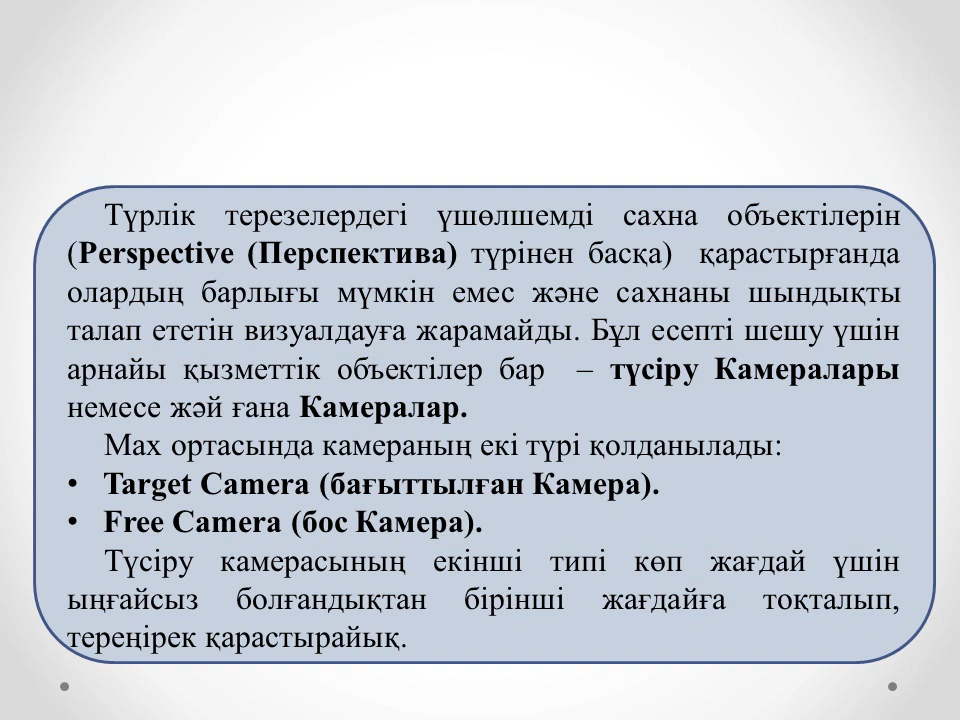 Түрлік терезелердегі үшөлшемді сахна объектілерін
(Perspective (Перспектива) түрінен басқа) қарастырғанда
олардың барлығы мүмкін емес және сахнаны шындықты
талап ететін визуалдауға жарамайды. Бұл есепті шешу үшін
арнайы қызметтік объектілер бар – түсіру Камералары
немесе жәй ғана Камералар.
Max ортасында камераның екі түрі қолданылады:
• Target Camera (бағыттылған Камера).
• Free Camera (бос Камера).
Түсіру камерасының екінші типі көп жағдай үшін
ыңғайсыз болғандықтан бірінші жағдайға тоқталып,
тереңірек қарастырайық.